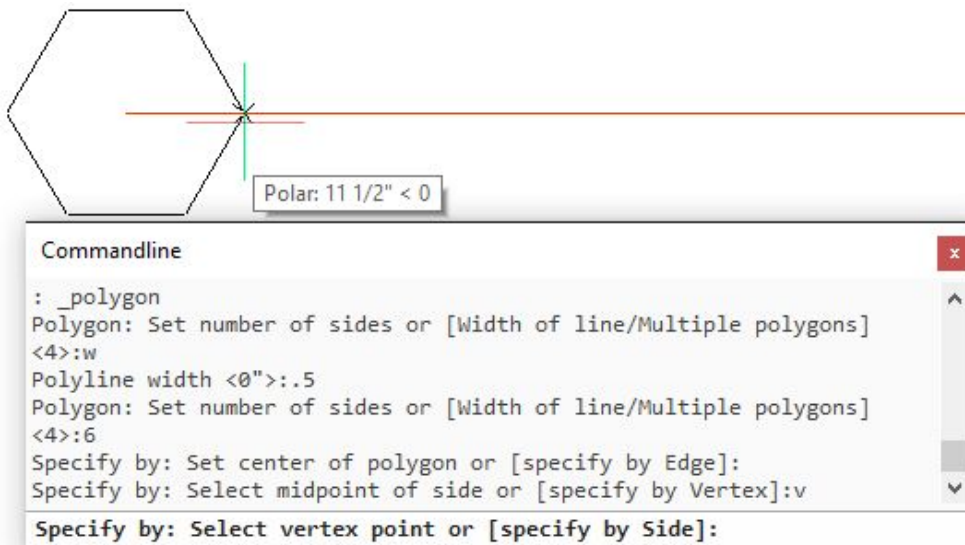 Polar: 11 1/2" < 0
Commandline
x
: _polygon
Polygon: Set number of sides or [Width of line/Multiple polygons]
<4>:w
Polyline width <0">:.5
Polygon: Set number of sides or [Width of line/Multiple polygons]
<4>:6
Specify by: Set center of polygon or [specify by Edge]:
Specify by: Select midpoint of side or [specify by Vertex]:v
Specify by: Select vertex point or [specify by Side]: